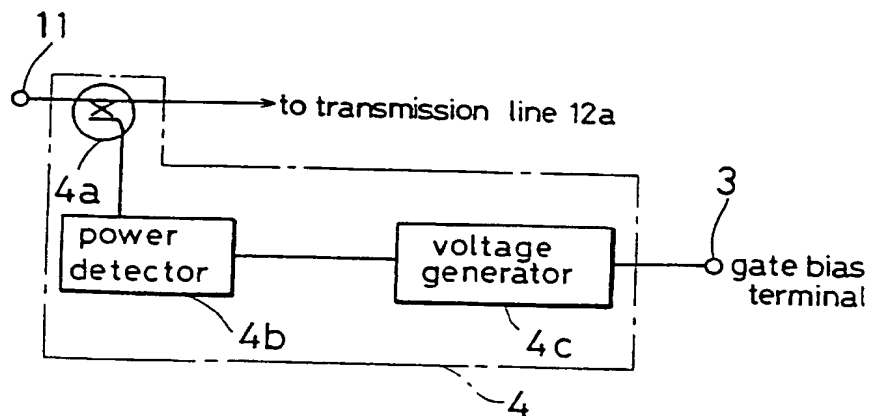 11
to transmission line 12a
4a
3
power
detector
voltage
generator
gate bias
terminal
4b
4c
4